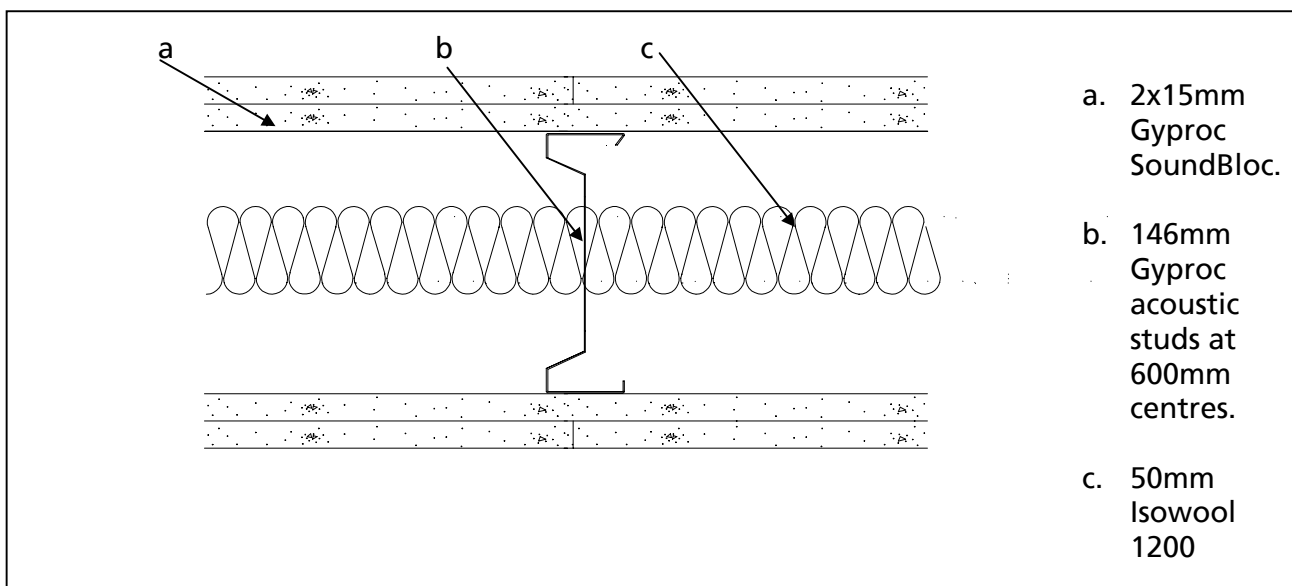 a b c
a. 2x15mm
Gyproc
SoundBloc.
b. 146mm
Gyproc
acoustic
studs at
600mm
centres.
c. 50mm
Isowool
1200